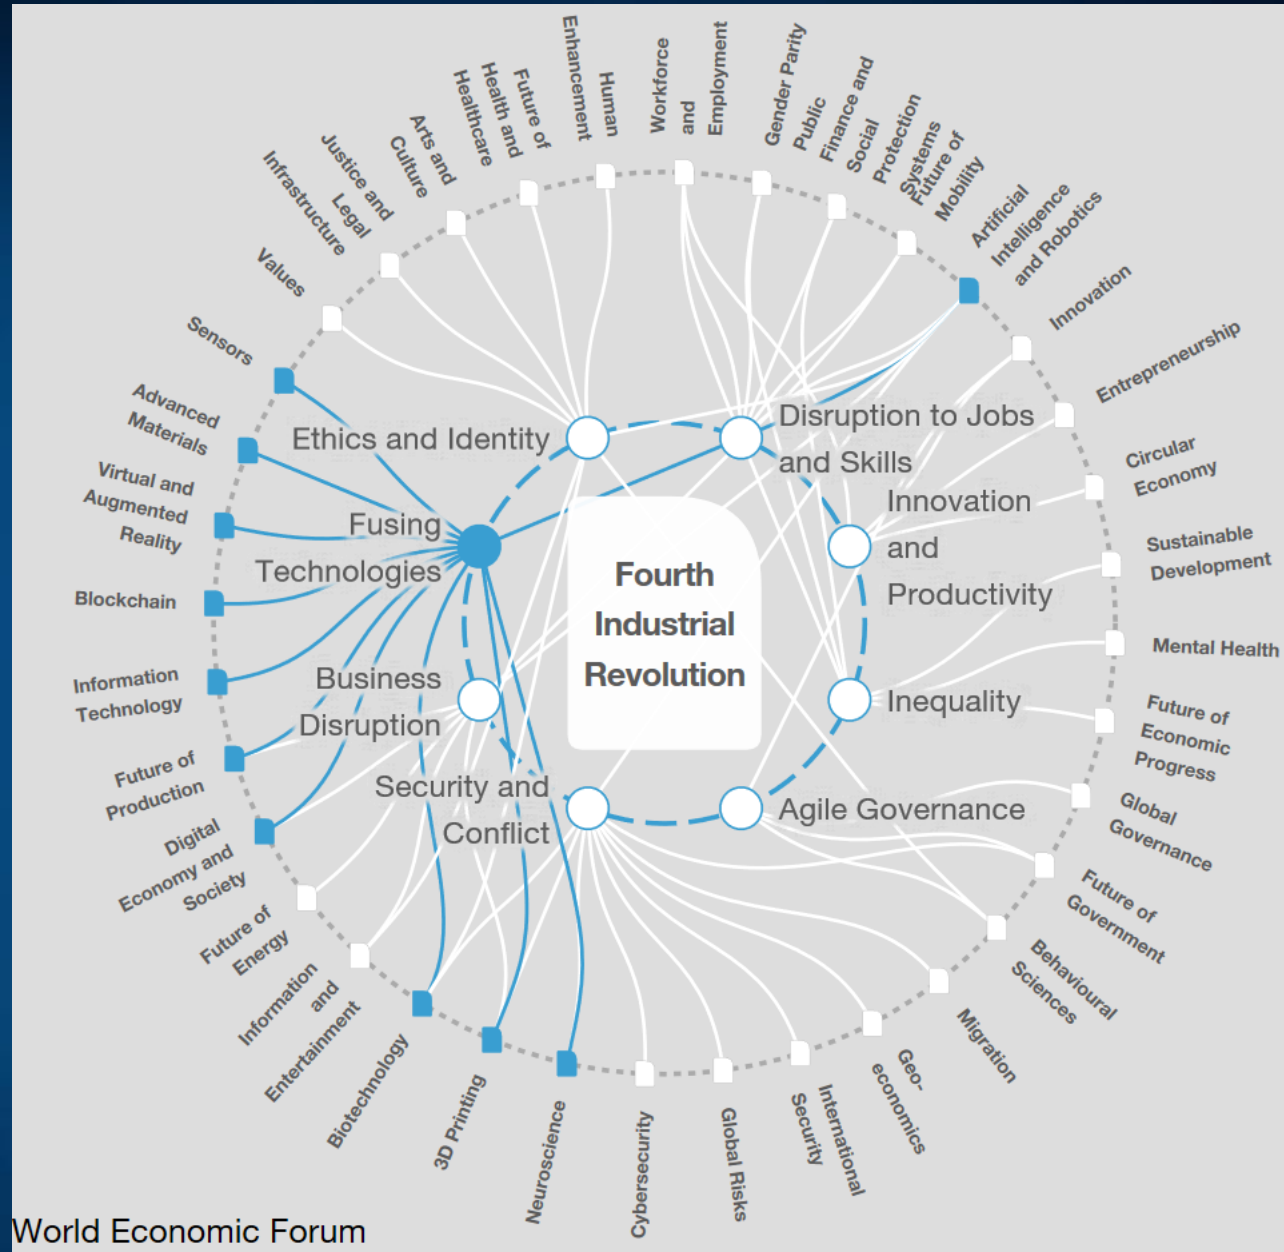 Enhancement
Human
Workforce
and
Employment
Gender Parity
Public
Finance and
Social
Protection
Systems
Future of
Mobility
Artificial
Intelligence
and Robotics
Innovation
Entrepreneurship
Circular
Economy
Sustainable
Development
Mental Health
Future of
Economic
Progress
Global
Governance
Future of
Government
Behavioural
Sciences
Migration
Geo-
economics
International
Security
Global Risks
Cybersecurity
Neuroscience
3D Printing
Biotechnology
Information
and
Entertainment
Future of
Energy
Digital
Economy and
Society
Future of
Production
Information
Technology
Blockchain
Virtual and
Augmented
Reality
Advanced
Materials
Sensors
Values
Justice and
Legal
Infrastructure
Arts and
Culture
Future of
Health and
Healthcare
Ethics and Identity
Disruption to Jobs
and Skills
Innovation
and
Productivity
Inequality
Agile Governance
Security and
Conflict
Business
Disruption
Fusing
Technologies
Fourth
Industrial
Revolution
World Economic Forum